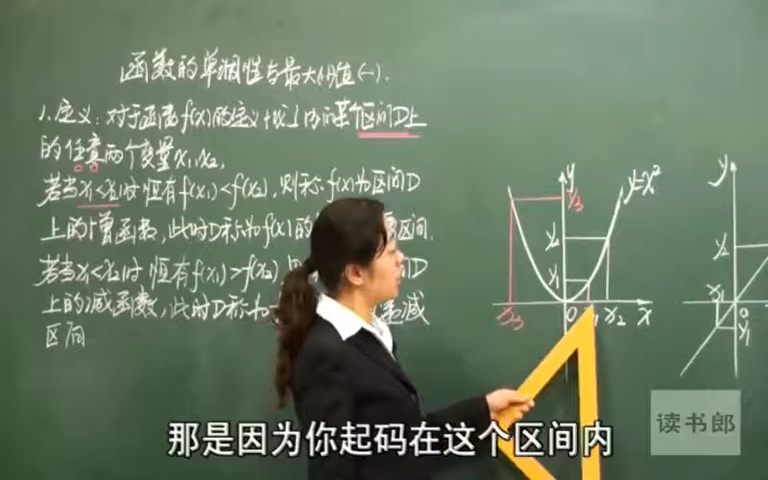 函数的单调性与最大(小)值(一).
1.定义:对于函数f(x)的定义域I内的某个区间D上
的任意两个变量x₁,x₂,
若当x₁<x₂时恒有f(x₁)<f(x₂),则称f(x)为区间D
上的增函数,此时D称为f(x)的 区间.
若当x₁<x₂时恒有f(x₁)>f(x₂), D
上的减函数,此时D称为 递减
区间
y
y=x²
y₃
y₂
y₁
x₃
0
x₂
x
y
y₂
x₁
0
y₁
那是因为你起码在这个区间内
读书郎